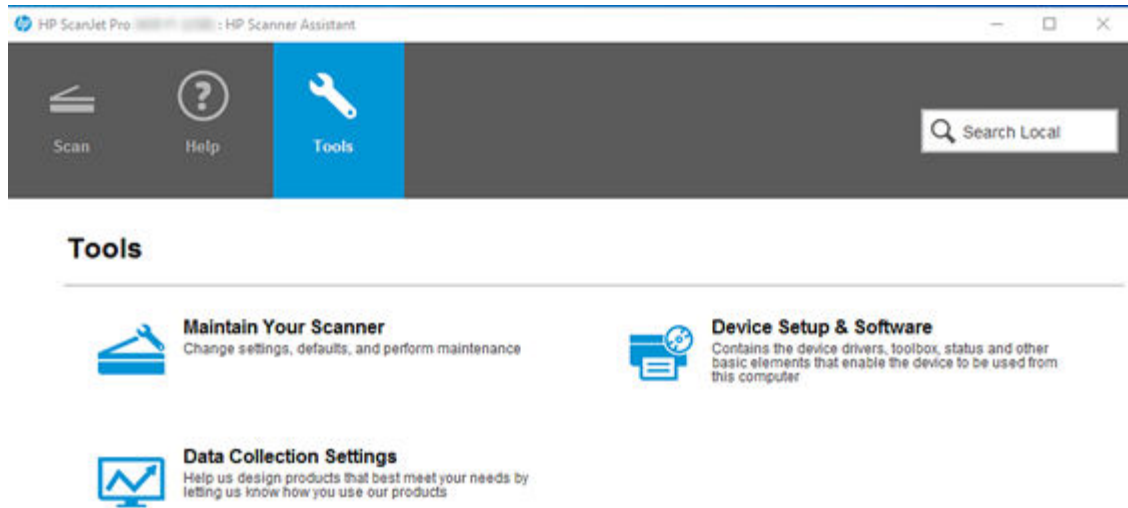 HP ScanJet Pro : HP Scanner Assistant
Scan
Help
Tools
Search Local
Tools
Maintain Your Scanner
Change settings, defaults, and perform maintenance
Device Setup & Software
Contains the device drivers, toolbox, status and other
basic elements that enable the device to be used from
this computer
Data Collection Settings
Help us design products that best meet your needs by
letting us know how you use our products